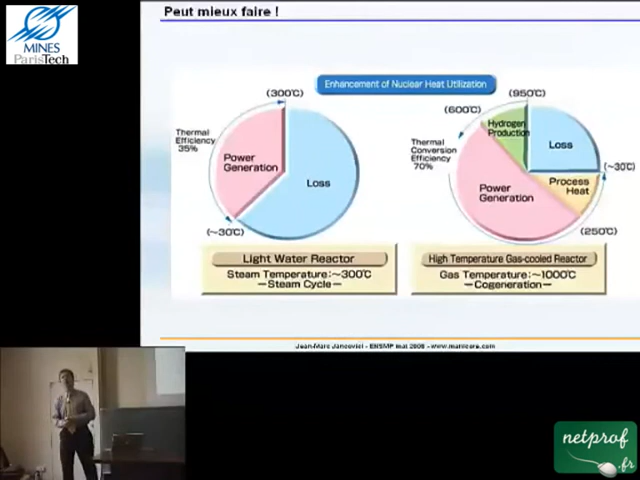 Peut mieux faire !
MINES
ParisTech
Enhancement of Nuclear Heat Utilization
(300℃)
Thermal
Efficiency
35%
Power
Generation
Loss
(~30℃)
Light Water Reactor
Steam Temperature:~300℃
-Steam Cycle-
(950℃)
(600℃)
Hydrogen
Production
Thermal
Conversion
Efficiency
70%
Loss
(~30℃)
Process
Heat
Power
Generation
(250℃)
High Temperature Gas-cooled Reactor
Gas Temperature:~1000℃
-Cogeneration-
Jean-Marc Jancovici - ENSMP mai - www.manicore.com
netprof
.fr